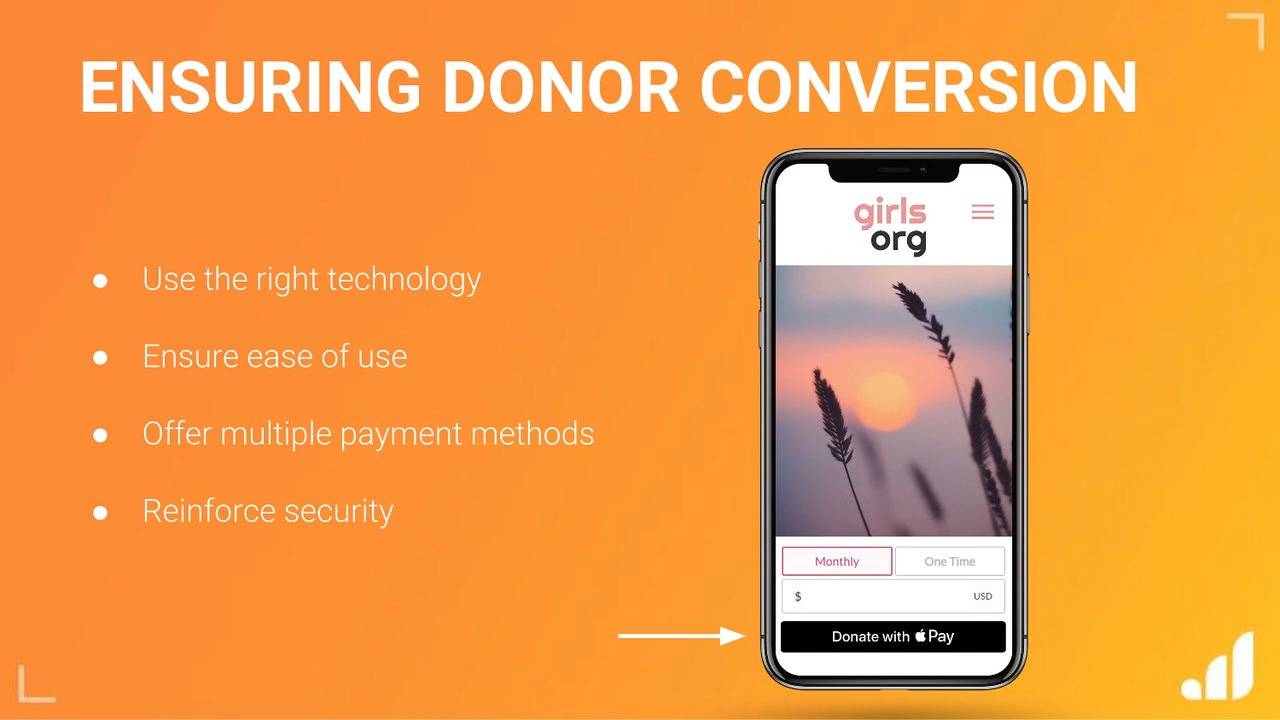 ENSURING DONOR CONVERSION
● Use the right technology
● Ensure ease of use
● Offer multiple payment methods
● Reinforce security
girls
org
Monthly One Time
$ USD
Donate with Pay